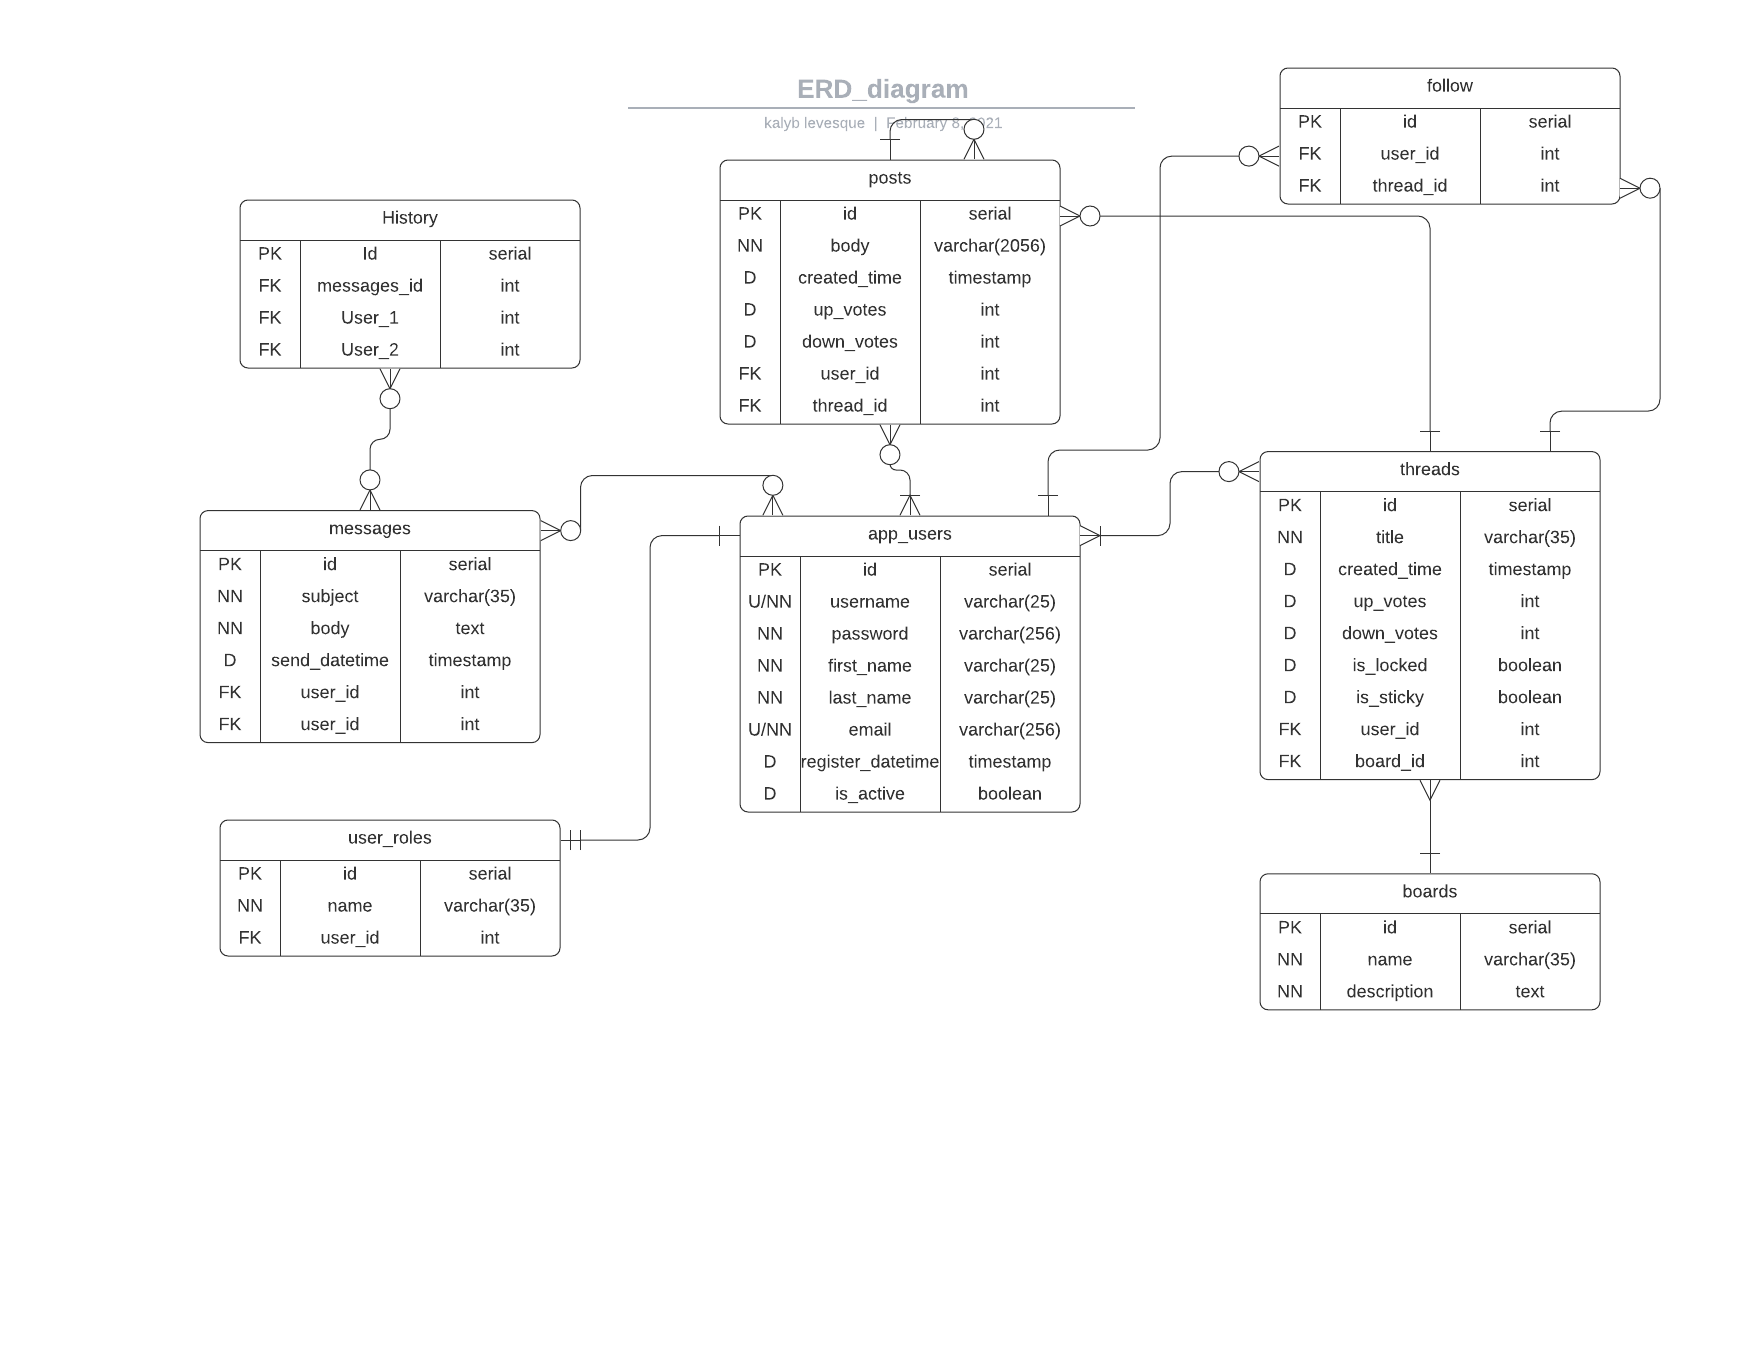 ERD_diagram
kalyb levesque | February 8, 2021
follow
PK id serial
FK user_id int
FK thread_id int
posts
PK id serial
NN body varchar(2056)
D created_time timestamp
D up_votes int
D down_votes int
FK user_id int
FK thread_id int
History
PK Id serial
FK messages_id int
FK User_1 int
FK User_2 int
threads
PK id serial
NN title varchar(35)
D created_time timestamp
D up_votes int
D down_votes int
D is_locked boolean
D is_sticky boolean
FK user_id int
FK board_id int
messages
PK id serial
NN subject varchar(35)
NN body text
D send_datetime timestamp
FK user_id int
FK user_id int
app_users
PK id serial
U/NN username varchar(25)
NN password varchar(256)
NN first_name varchar(25)
NN last_name varchar(25)
U/NN email varchar(256)
D register_datetime timestamp
D is_active boolean
user_roles
PK id serial
NN name varchar(35)
FK user_id int
boards
PK id serial
NN name varchar(35)
NN description text